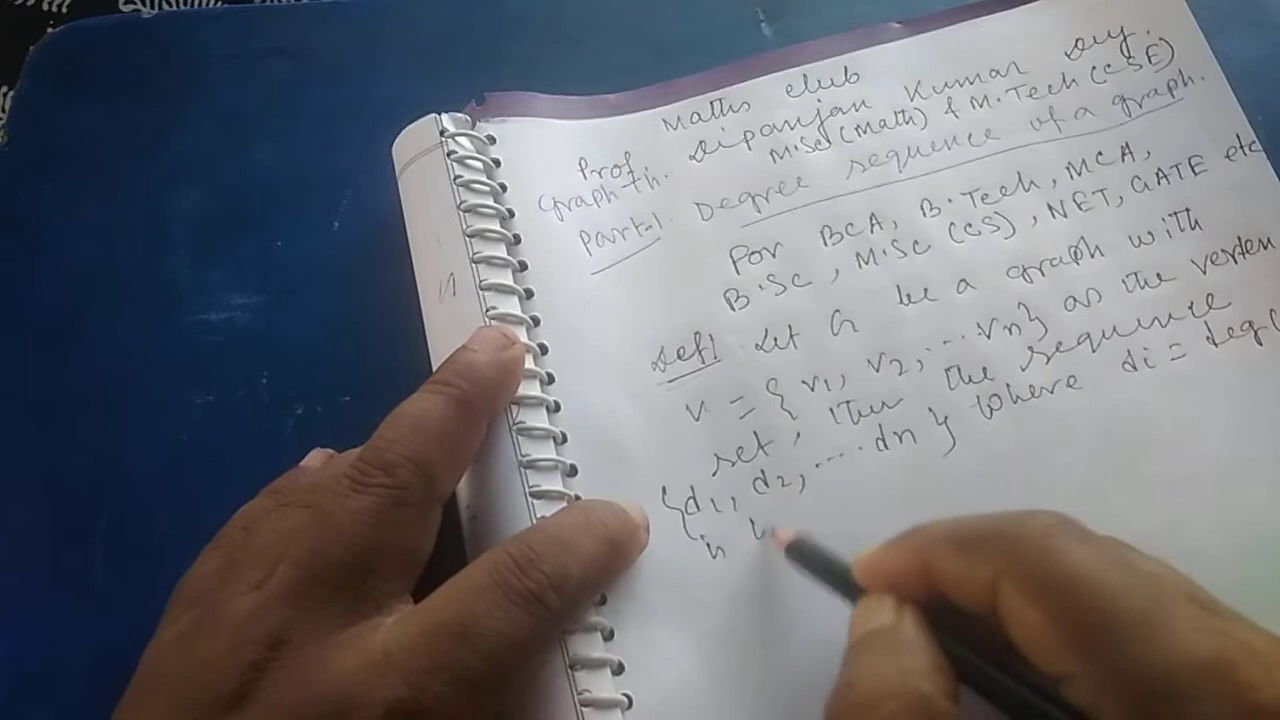 Maths club
Prof. Dipanjan Kumar Dey.
M.Sc(Math) & M.Tech(CSE)
Graph th. Degree sequence of a graph.
Part-1.
For BCA, B.Tech, MCA,
B.Sc, M.Sc (CS), NET, GATE etc
Def1. Let G be a graph with
V = { v1, v2, .... vn} as the vertex
set, then the sequence
{d1, d2, .... dn } where di = deg(
is